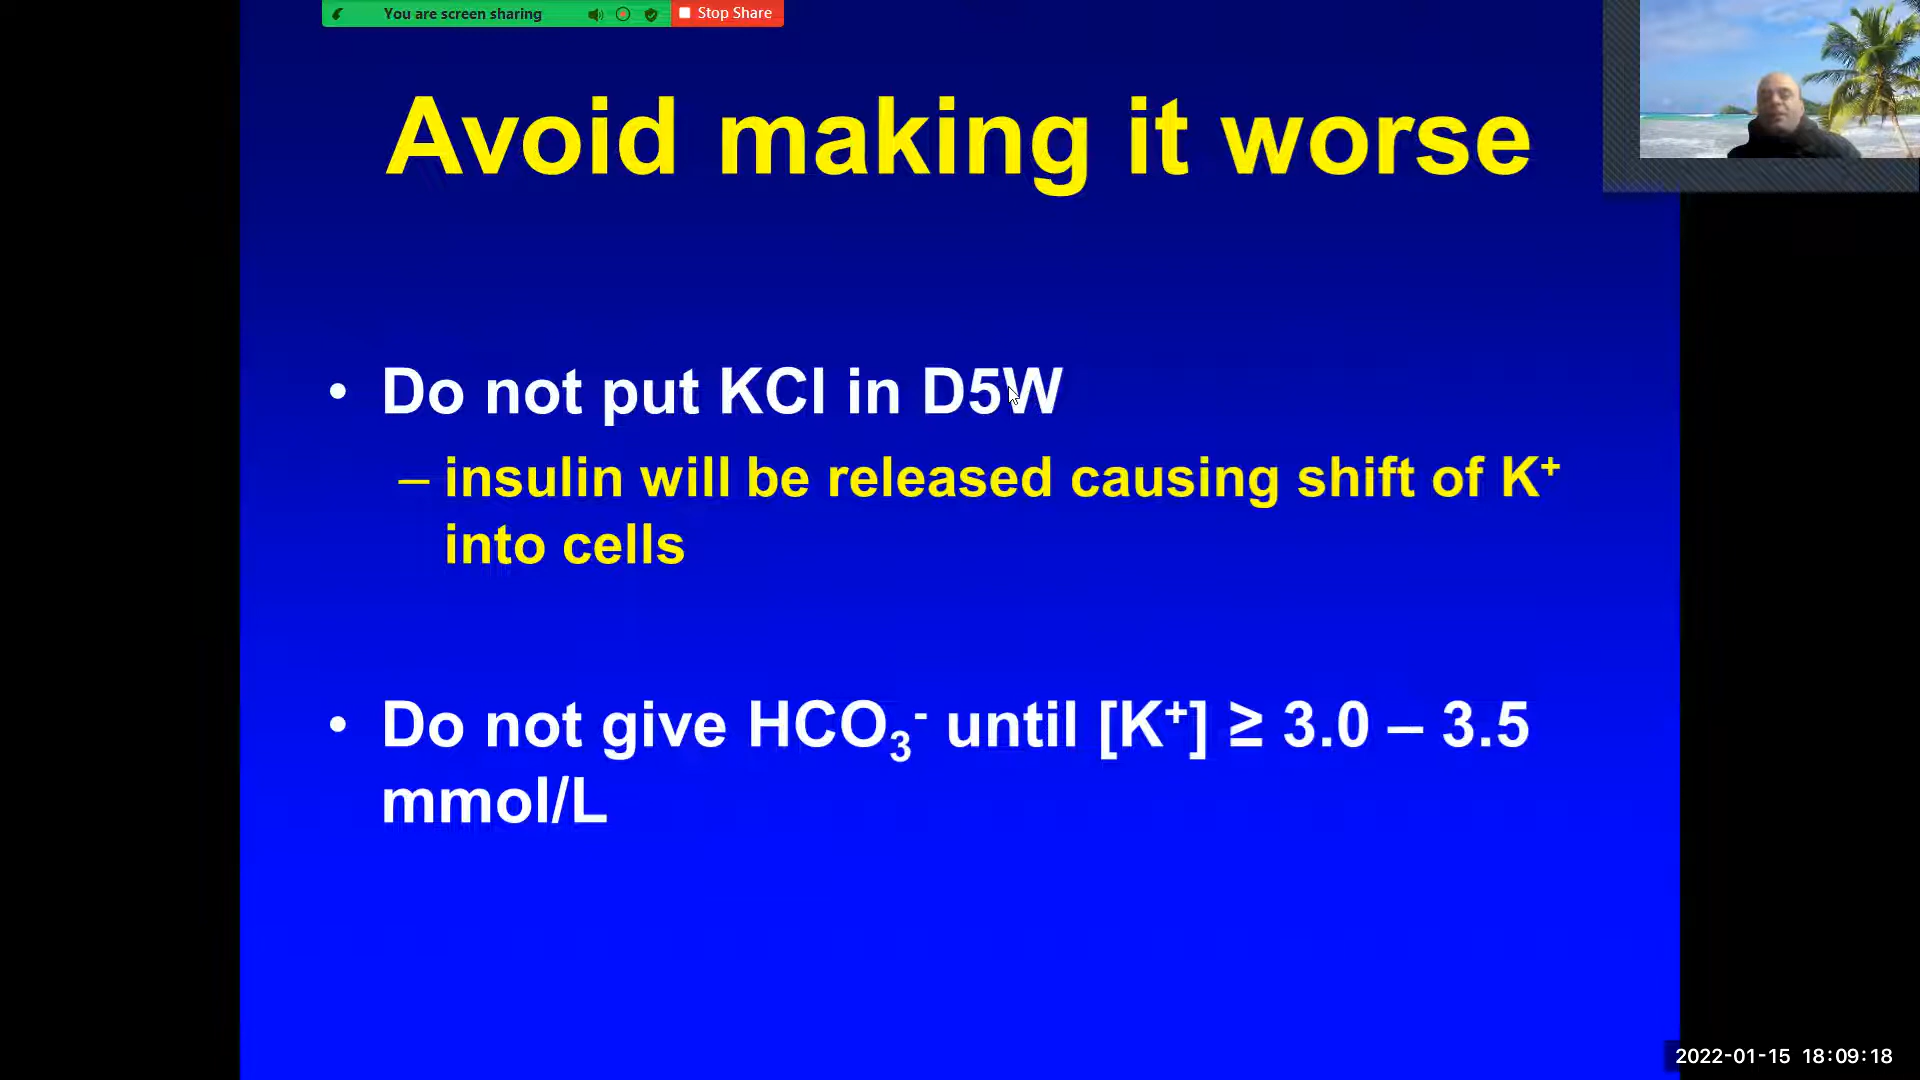 You are screen sharing
Stop Share
Avoid making it worse
• Do not put KCl in D5W
– insulin will be released causing shift of K⁺
into cells
• Do not give HCO₃⁻ until [K⁺] ≥ 3.0 – 3.5
mmol/L
2022-01-15 18:09:18